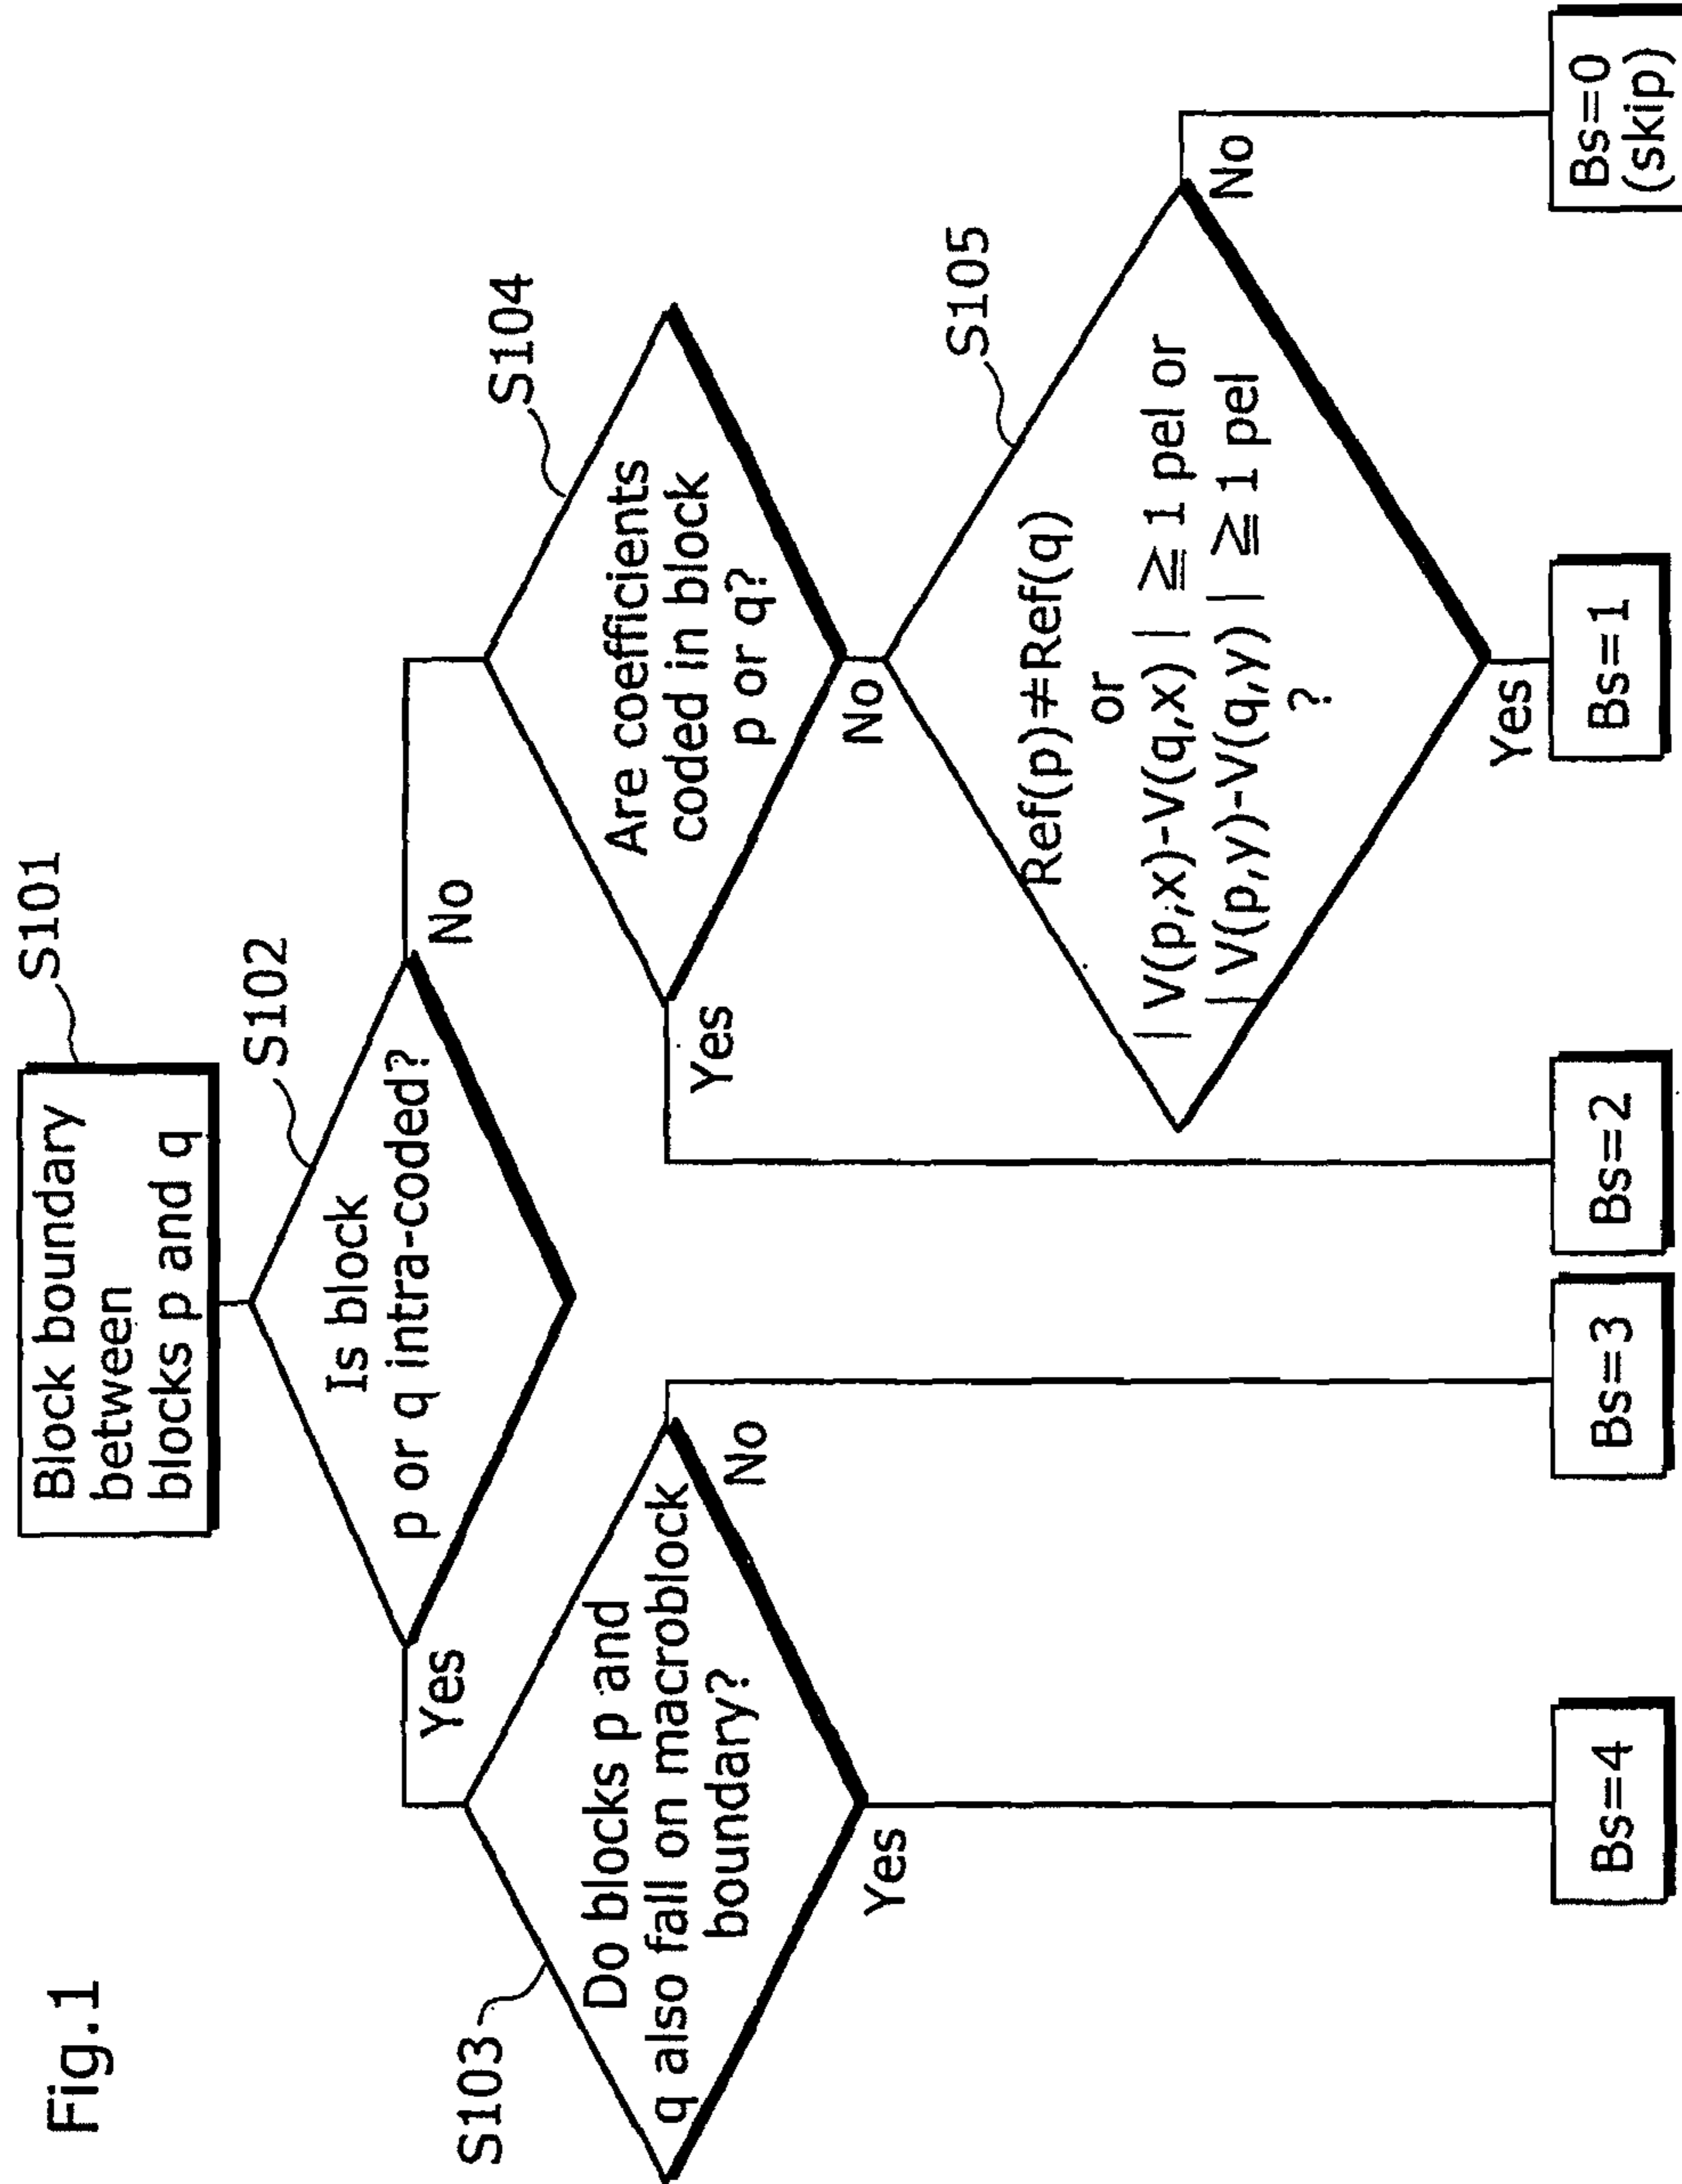 Fig.1
Block boundary
between
blocks p and q
S101
S102
Is block
p or q intra-coded?
Yes
No
S103
Do blocks p and
q also fall on macroblock
boundary?
No
Yes
S104
Are coefficients
coded in block
p or q?
Yes
No
S105
Ref(p)≠Ref(q)
or
| V(p,x)-V(q,x) | ≧ 1 pel or
| V(p,y)-V(q,y) | ≧ 1 pel
?
No
Yes
Bs=4
Bs=3
Bs=2
Bs=1
Bs=0
(skip)